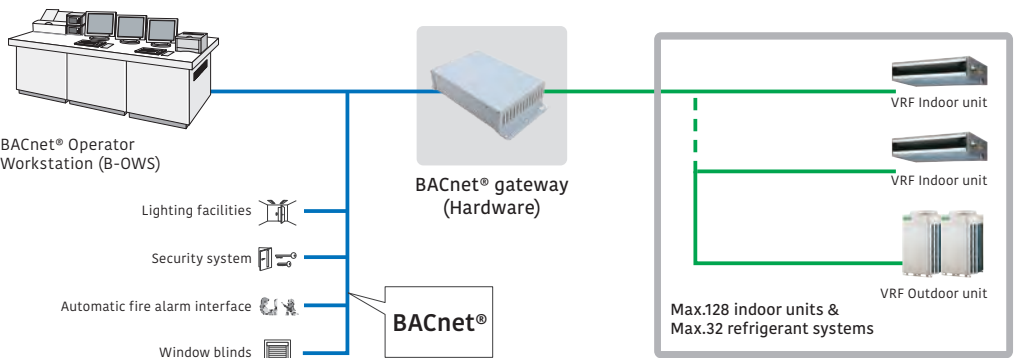 BACnet® Operator
Workstation (B-OWS)
BACnet® gateway
(Hardware)
VRF Indoor unit
VRF Indoor unit
VRF Outdoor unit
Max.128 indoor units &
Max.32 refrigerant systems
Lighting facilities
Security system
Automatic fire alarm interface
Window blinds
BACnet®